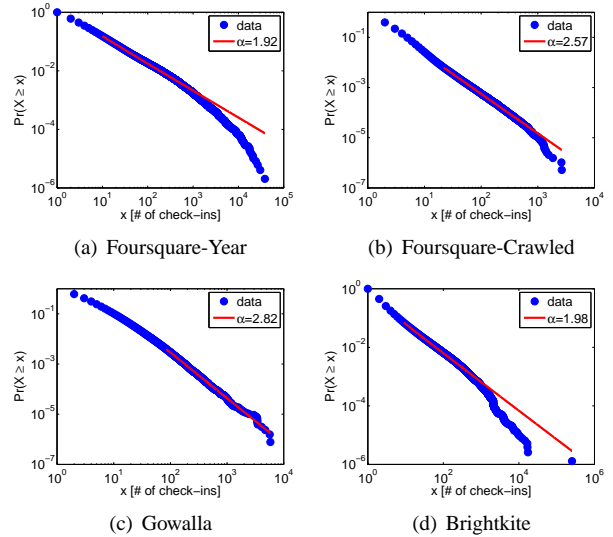 10^0
10^-2
10^-4
10^-6
Pr(X ≥ x)
data
α=1.92
10^0 10^1 10^2 10^3 10^4 10^5
x [# of check−ins]
(a) Foursquare-Year
10^-1
10^-3
10^-5
10^-7
Pr(X ≥ x)
data
α=2.57
10^0 10^1 10^2 10^3 10^4
x [# of check−ins]
(b) Foursquare-Crawled
10^-1
10^-3
10^-5
10^-7
Pr(X ≥ x)
data
α=2.82
10^0 10^1 10^2 10^3 10^4
x [# of check−ins]
(c) Gowalla
10^0
10^-2
10^-4
10^-6
Pr(X ≥ x)
data
α=1.98
10^0 10^2 10^4 10^6
x [# of check−ins]
(d) Brightkite